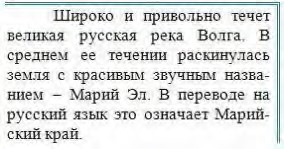 Широко и привольно течет
великая русская река Волга. В
среднем ее течении раскинулась
земля с красивым звучным назва-
нием – Марий Эл. В переводе на
русский язык это означает Марий-
ский край.